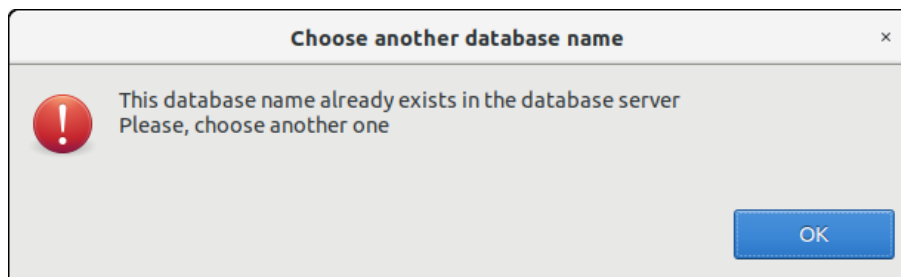 Choose another database name
This database name already exists in the database server
Please, choose another one
OK